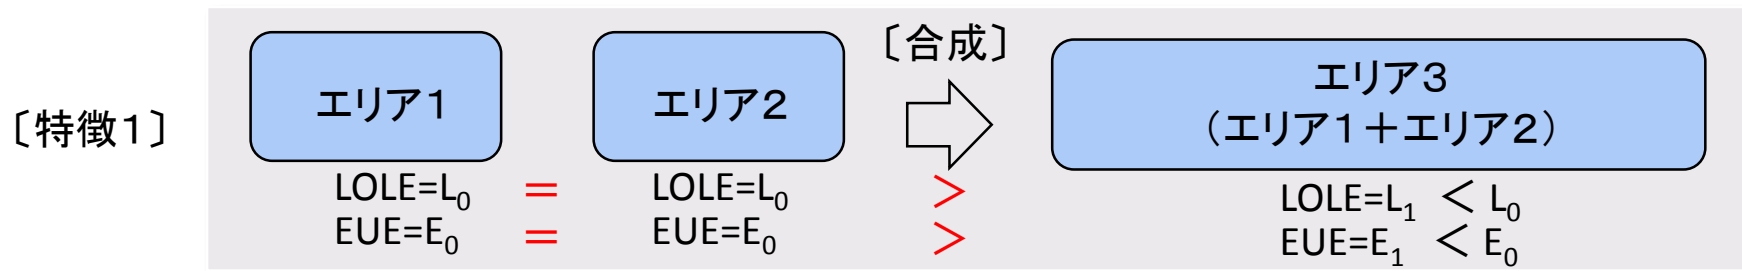 〔特徴1〕
エリア1
LOLE=L₀
EUE=E₀
=
=
エリア2
LOLE=L₀
EUE=E₀
〔合成〕
>
>
エリア3
(エリア1+エリア2)
LOLE=L₁ < L₀
EUE=E₁ < E₀